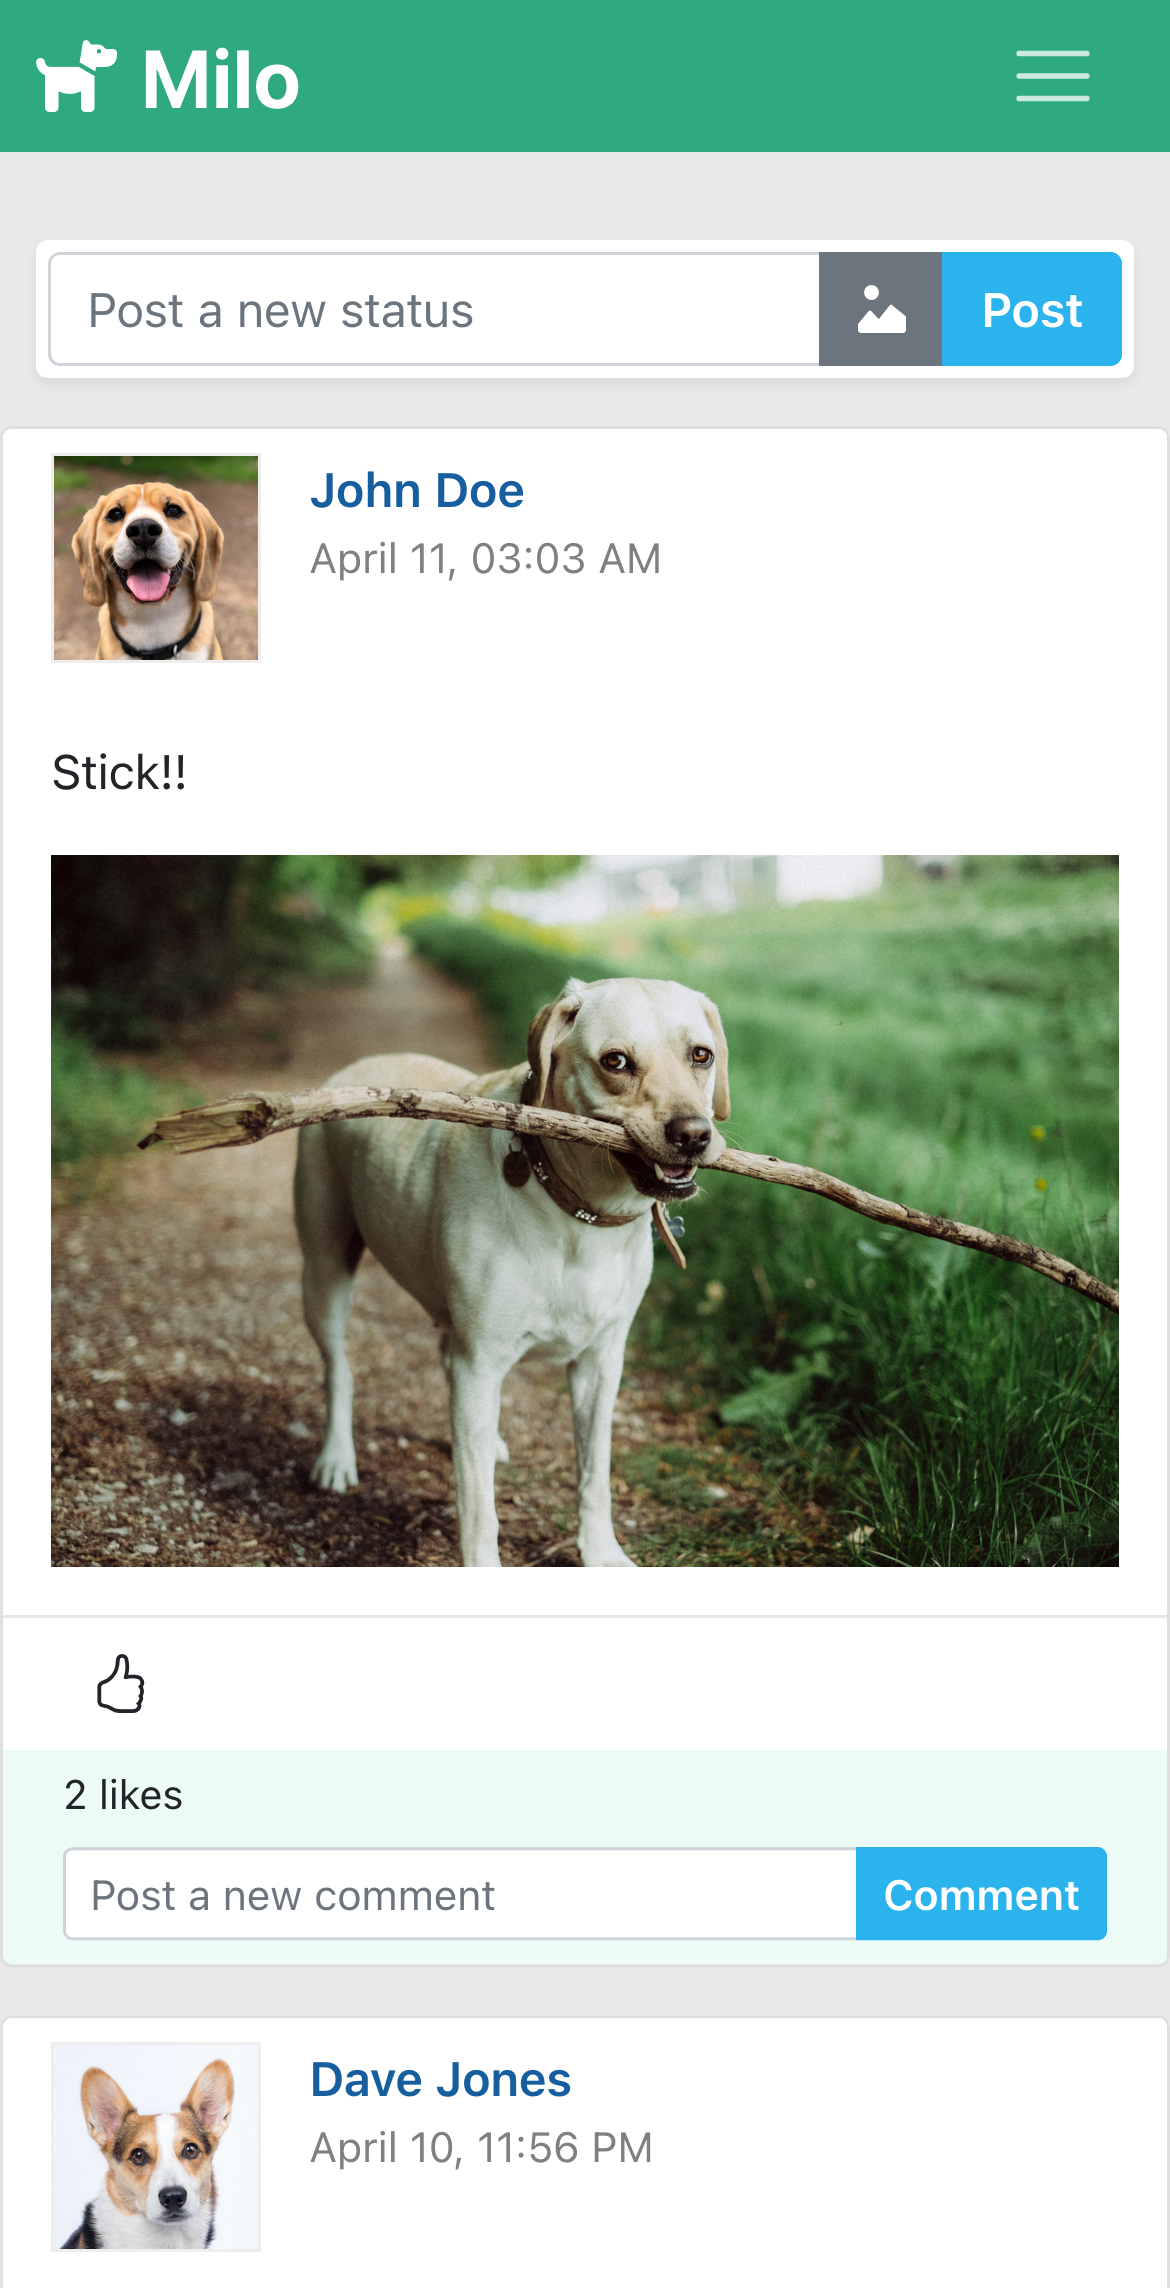 Milo
Post a new status
Post
John Doe
April 11, 03:03 AM
Stick!!
2 likes
Post a new comment
Comment
Dave Jones
April 10, 11:56 PM